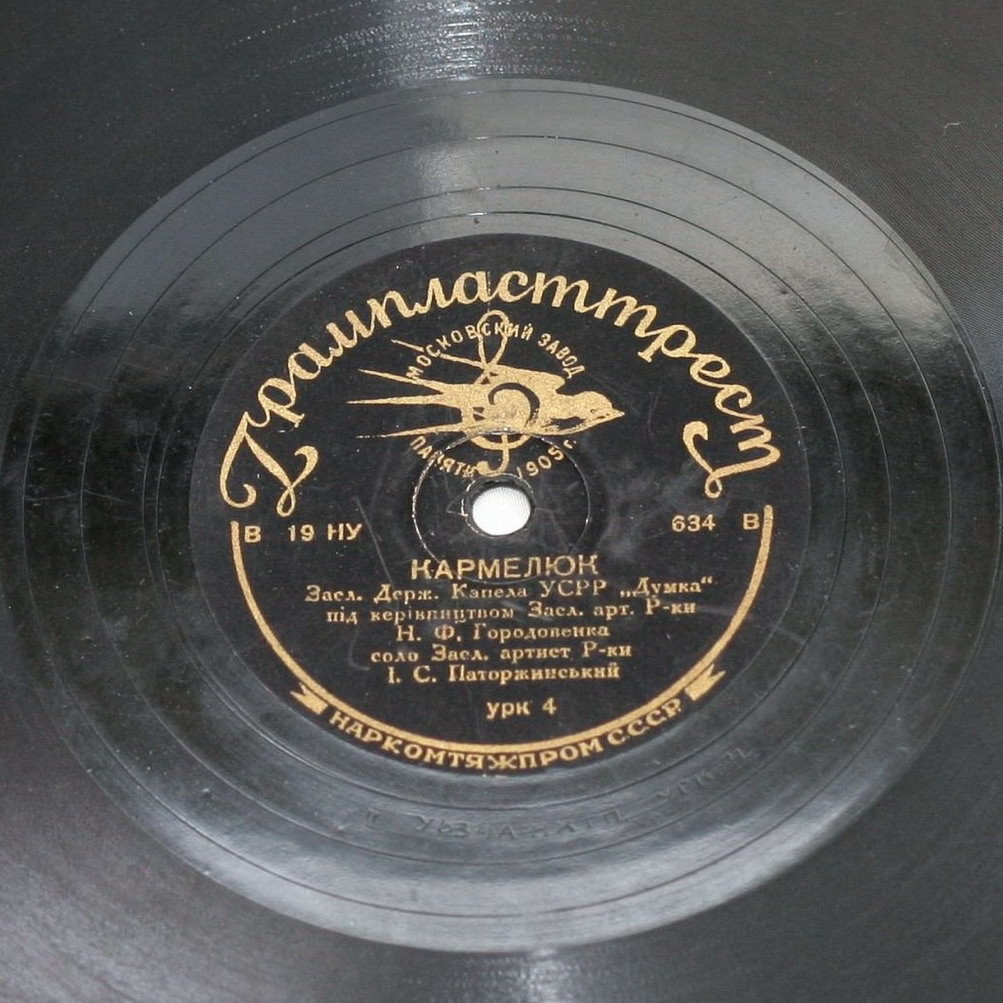 Грампласттрест
МОСКОВСКИЙ ЗАВОД
ПАМЯТИ 1905 г.
В 19 НУ 634 В
КАРМЕЛЮК
Засл. Держ. Капела УСРР „Думка“
під керівництвом Засл. арт. Р-ки
Н. Ф. Городовенка
соло Засл. артист Р-ки
І. С. Паторжинський
урк 4
НАРКОМТЯЖПРОМ СССР